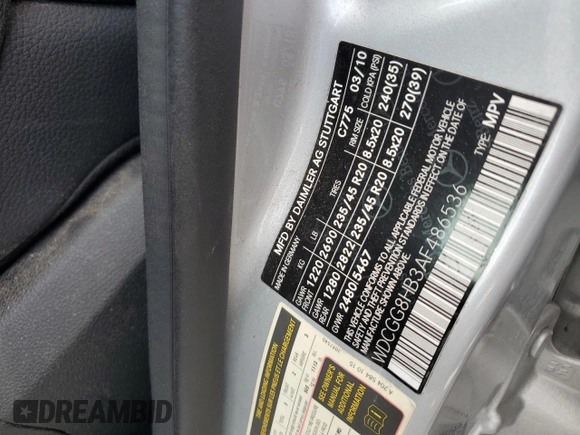 MFD BY DAIMLER AG STUTTGART
MADE IN GERMANY C775 03/10
KG LB TIRES RIM SIZE COLD KPA (PSI)
GAWR FRONT 1220 2690 235/45 R20 8.5x20 240(35)
GAWR REAR 1280 2822 235/45 R20 8.5x20 270(39)
GVWR 2480 5467
THIS VEHICLE CONFORMS TO ALL APPLICABLE FEDERAL MOTOR VEHICLE
SAFETY AND THEFT PREVENTION STANDARDS IN EFFECT ON THE DATE
OF MANUFACTURE SHOWN ABOVE.
WDCGG8HB3AF486536 TYPE: MPV
A 204 584 10 15
SEE OWNER'S
MANUAL FOR
ADDITIONAL
INFORMATION
DREAMBID